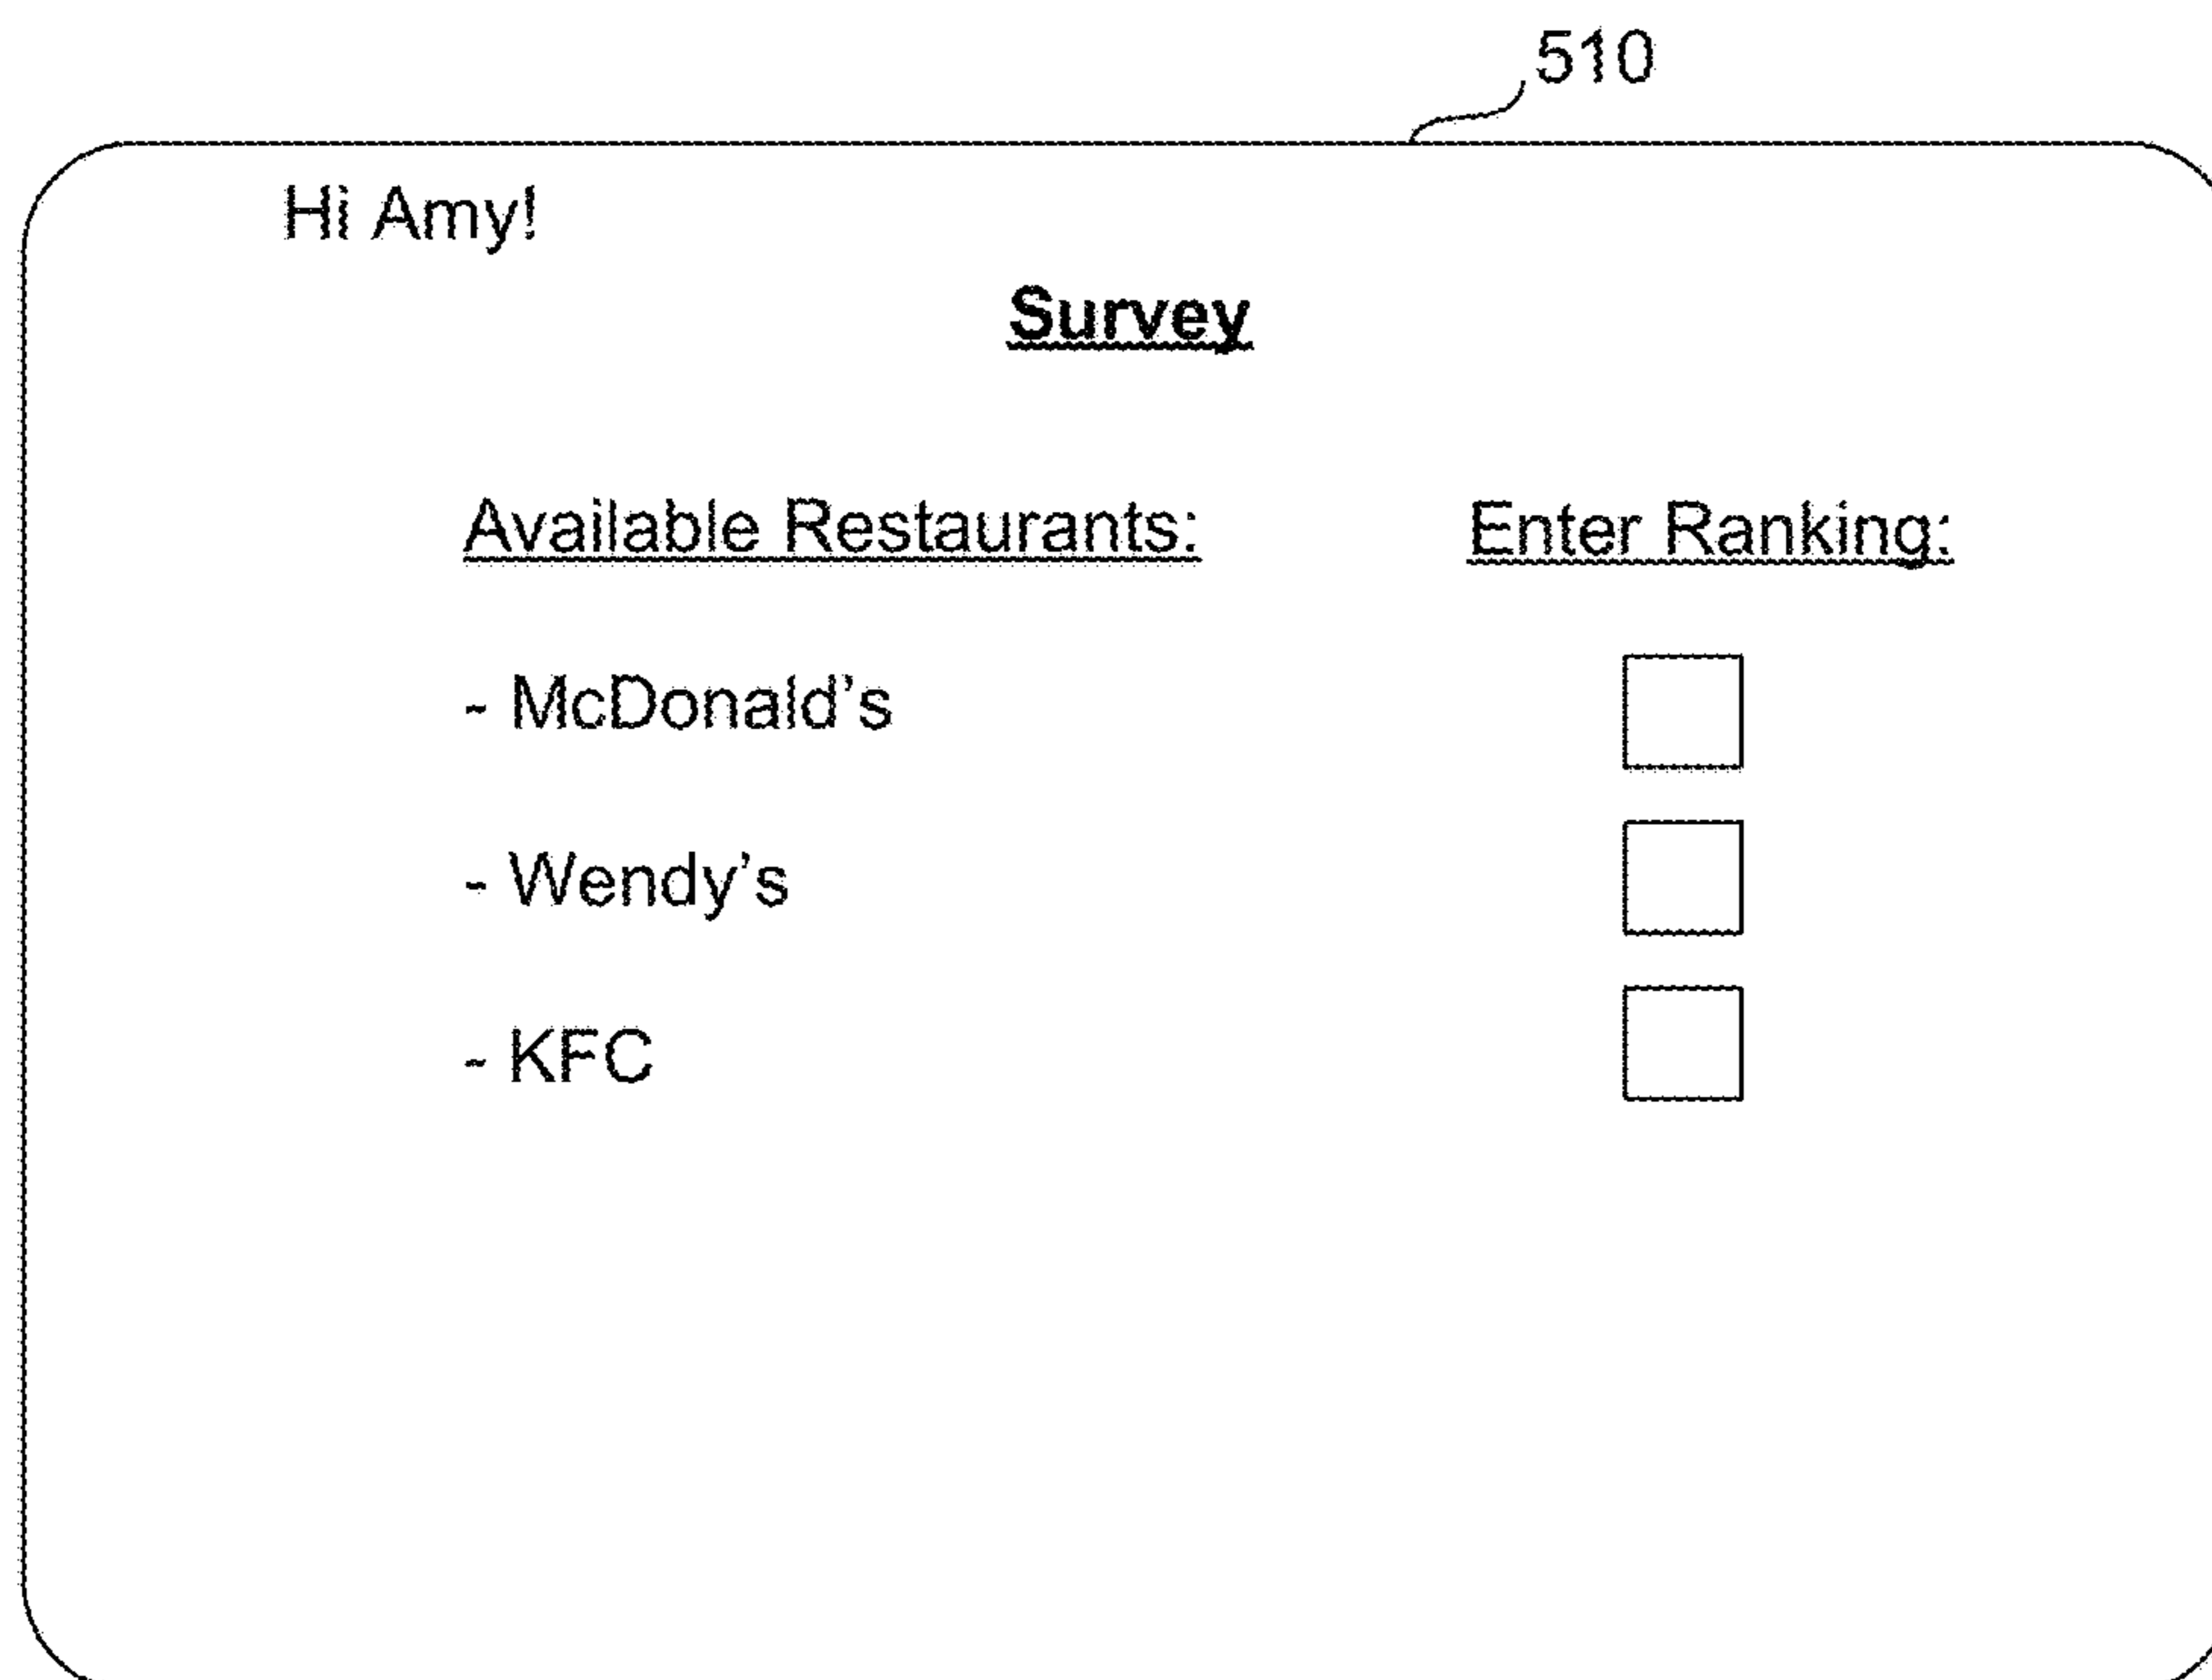 510
Hi Amy!
Survey
Available Restaurants: Enter Ranking:
- McDonald's
- Wendy's
- KFC